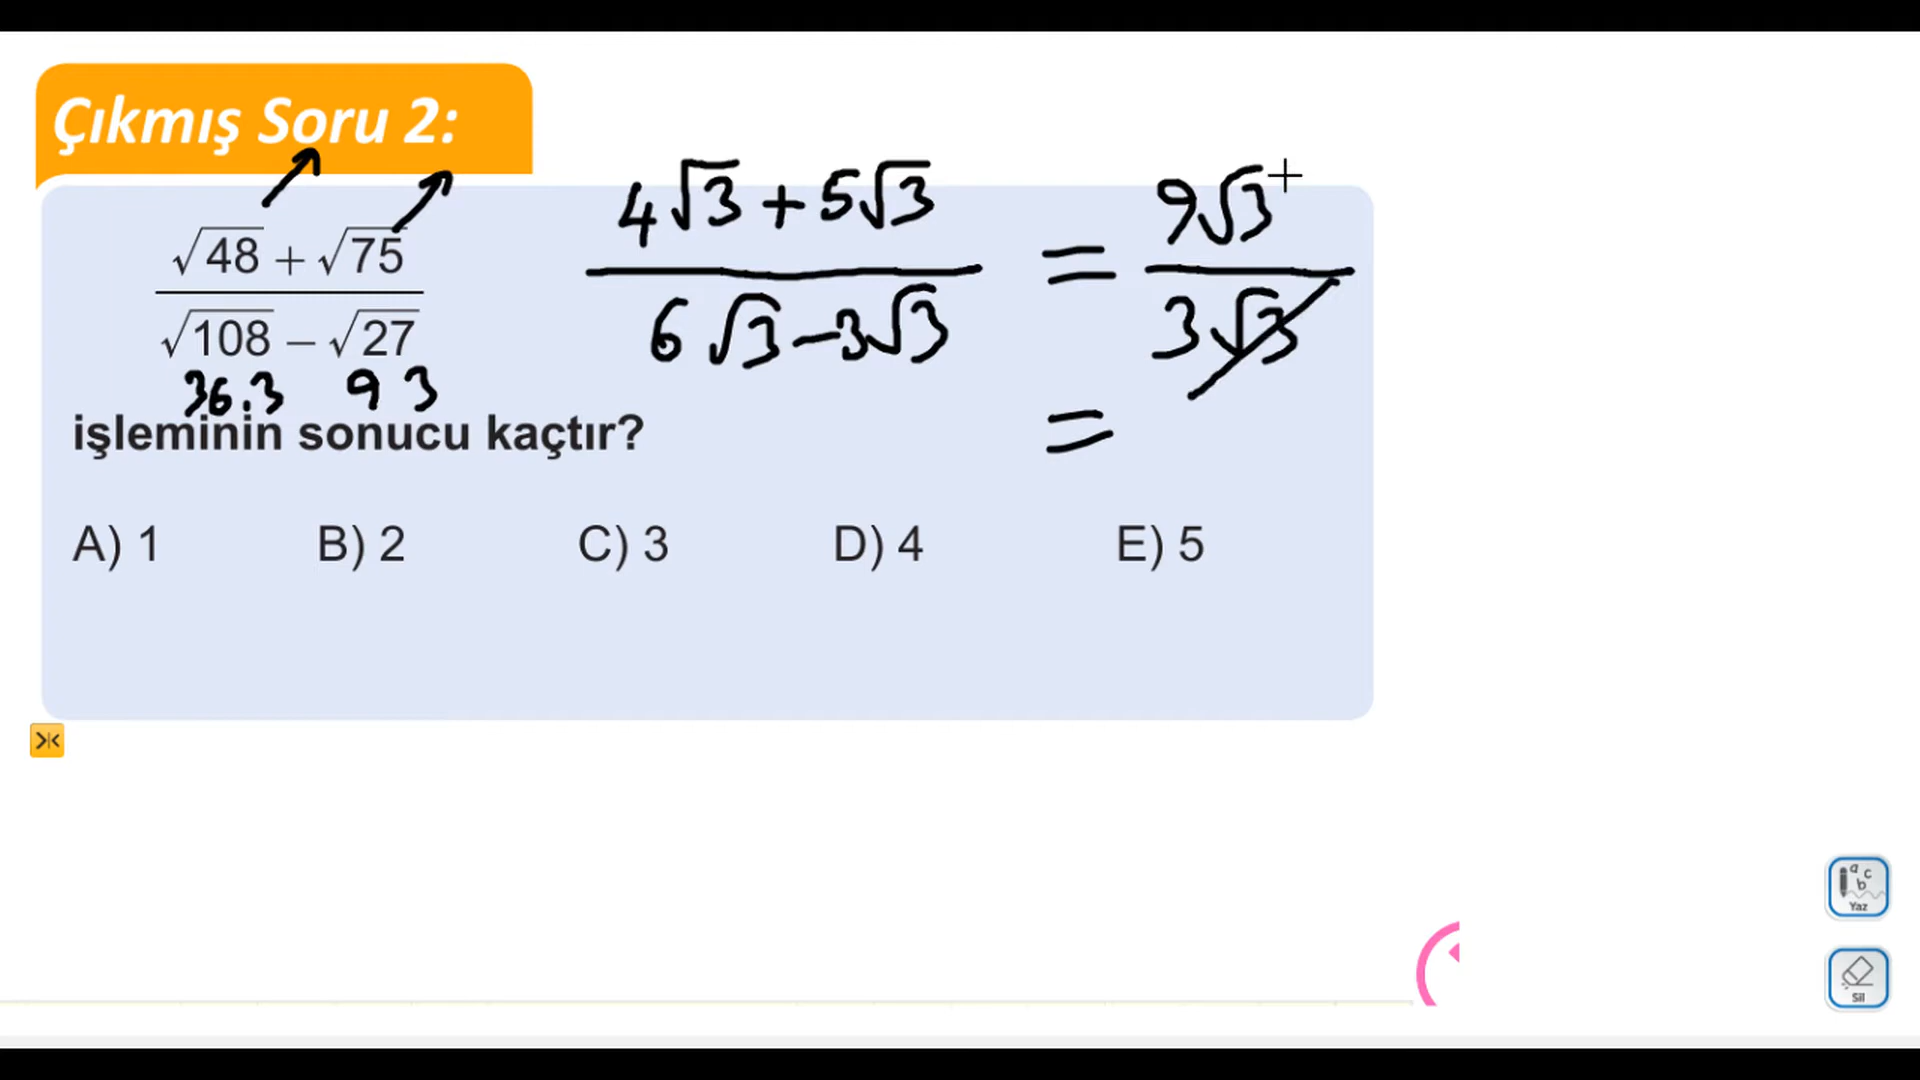 Çıkmış Soru 2:
√48 + √75
√108 − √27
36.3 9 3
4√3 + 5√3
6√3 − 3√3
= 9√3
3√3
=
işleminin sonucu kaçtır?
A) 1 B) 2 C) 3 D) 4 E) 5
a c b
Yaz
Sil